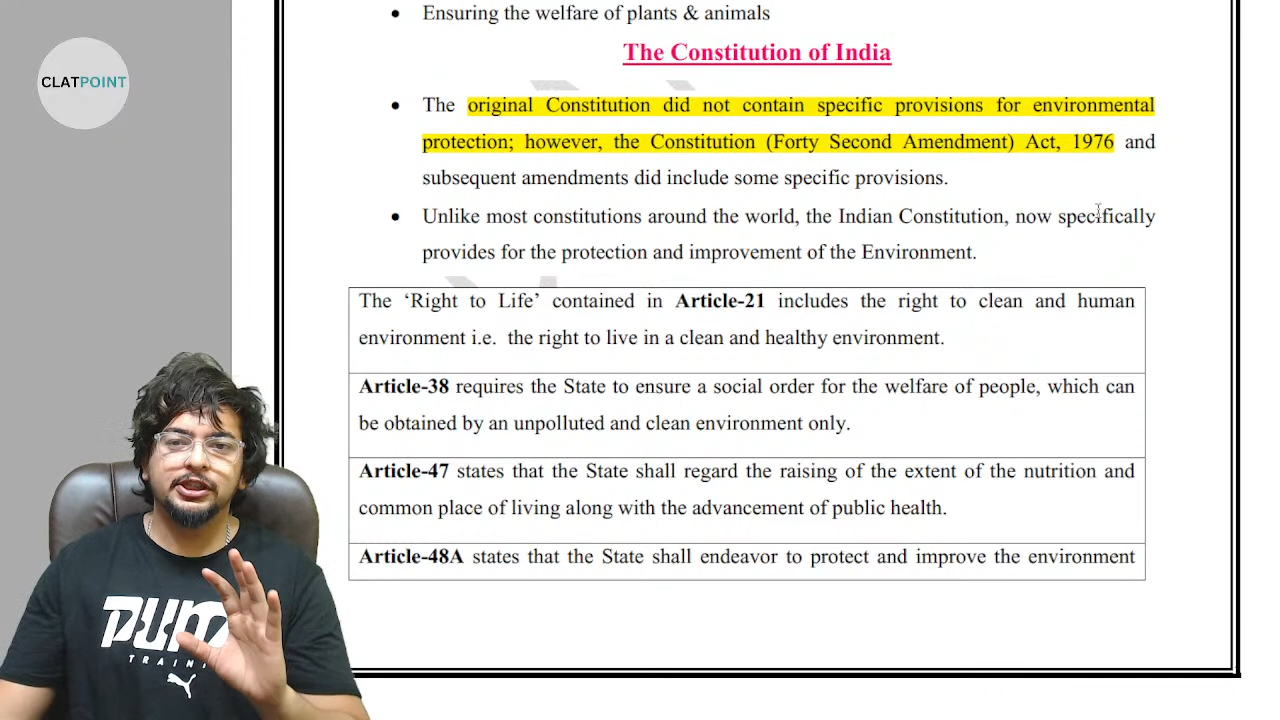 Ensuring the welfare of plants & animals
CLATPOINT
The Constitution of India
The original Constitution did not contain specific provisions for environmental
protection; however, the Constitution (Forty Second Amendment) Act, 1976 and
subsequent amendments did include some specific provisions.
Unlike most constitutions around the world, the Indian Constitution, now specifically
provides for the protection and improvement of the Environment.
The ‘Right to Life’ contained in Article-21 includes the right to clean and human
environment i.e. the right to live in a clean and healthy environment.
Article-38 requires the State to ensure a social order for the welfare of people, which can
be obtained by an unpolluted and clean environment only.
Article-47 states that the State shall regard the raising of the extent of the nutrition and
common place of living along with the advancement of public health.
Article-48A states that the State shall endeavor to protect and improve the environment